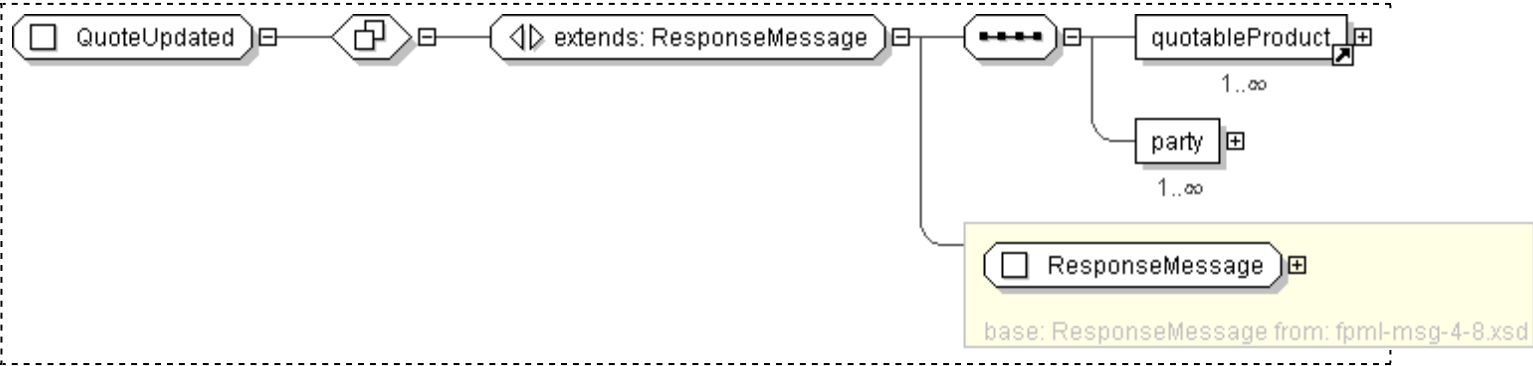 QuoteUpdated
extends: ResponseMessage
quotableProduct
1..∞
party
1..∞
ResponseMessage
base: ResponseMessage from: fpml-msg-4-8.xsd